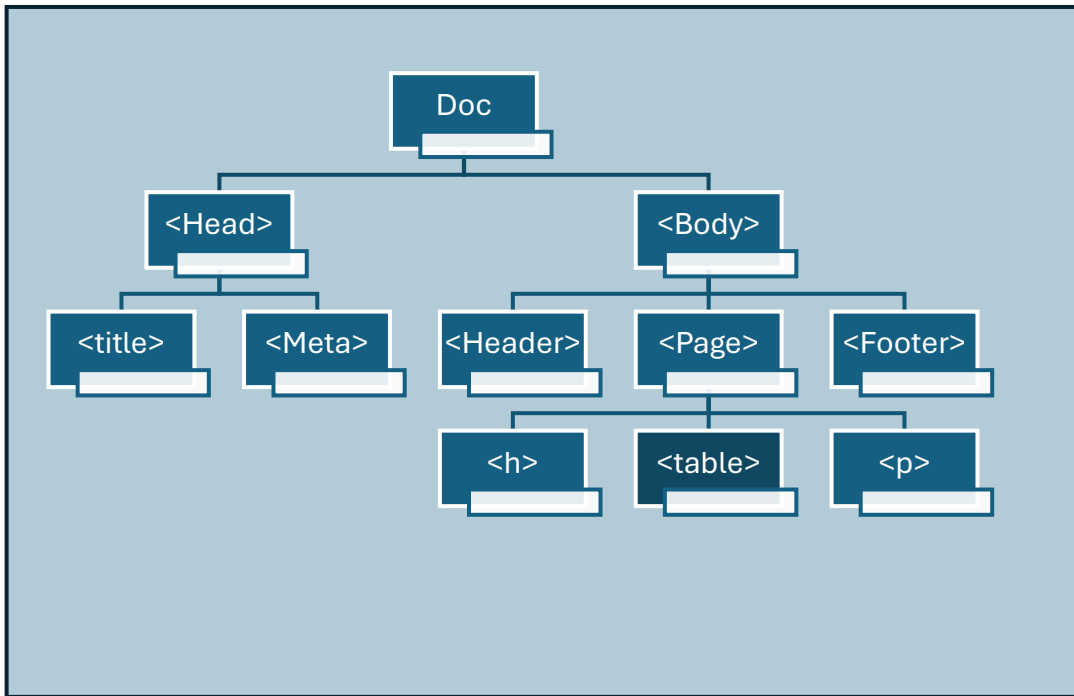 Doc
<Head>
<Body>
<title>
<Meta>
<Header>
<Page>
<Footer>
<h>
<table>
<p>